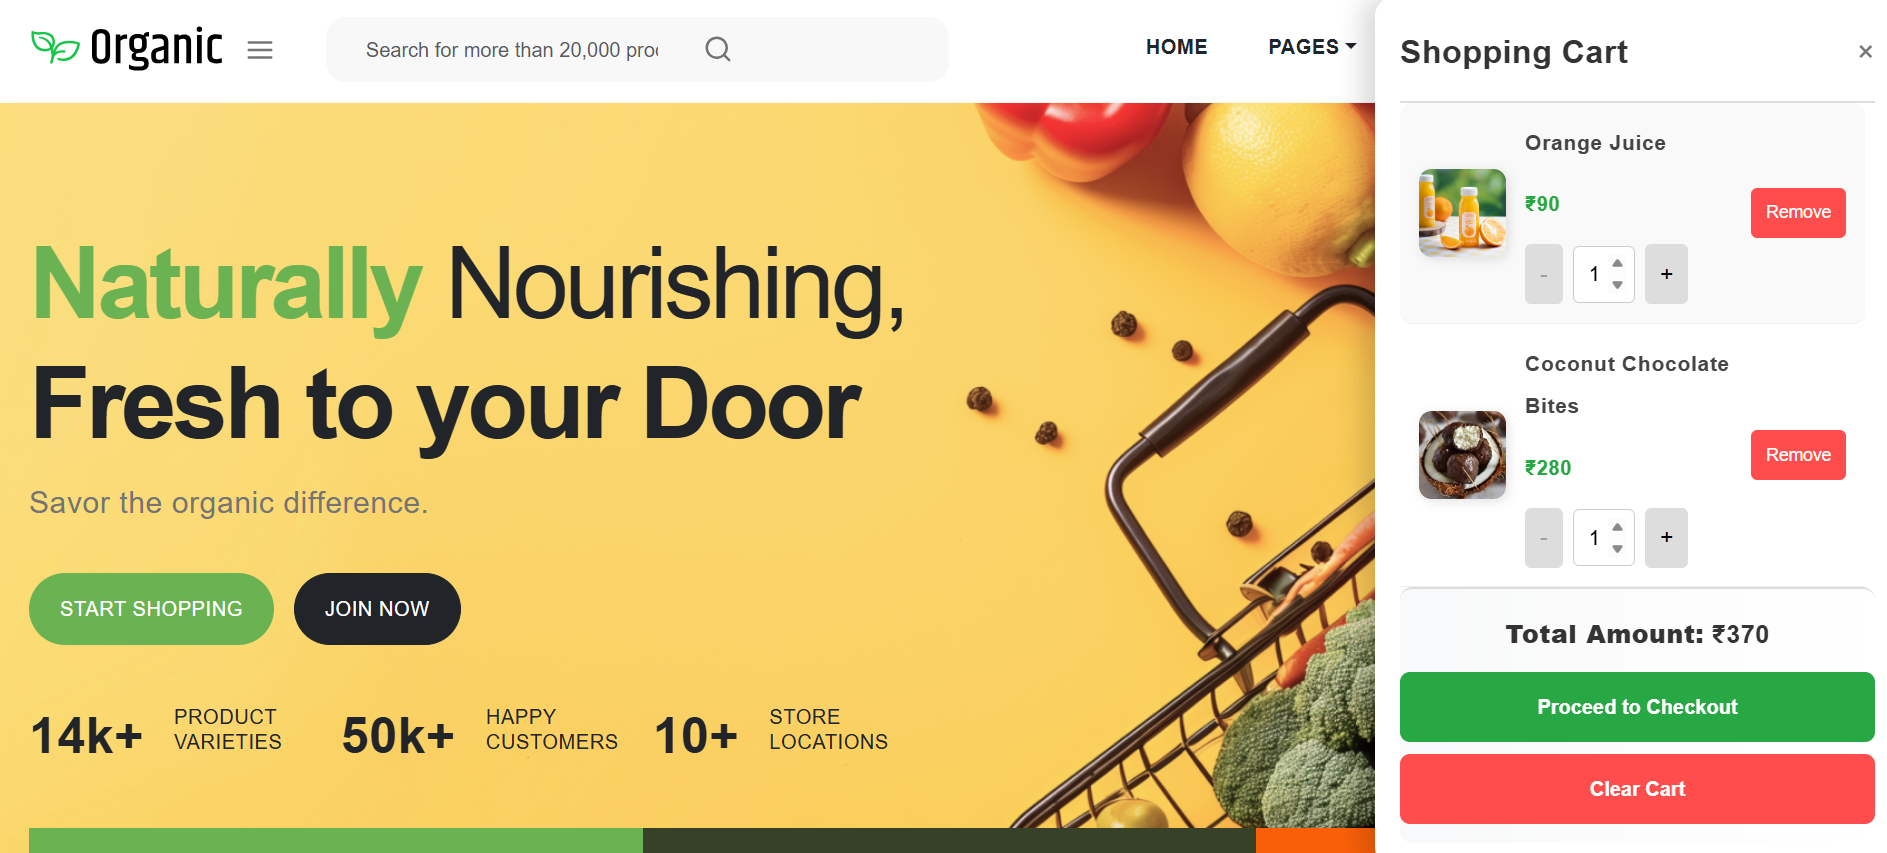 Organic
Search for more than 20,000 pro
HOME
PAGES
Naturally Nourishing,
Fresh to your Door
Savor the organic difference.
START SHOPPING
JOIN NOW
14k+
PRODUCT
VARIETIES
50k+
HAPPY
CUSTOMERS
10+
STORE
LOCATIONS
Shopping Cart
×
Orange Juice
₹90
- 1 +
Remove
Coconut Chocolate
Bites
₹280
- 1 +
Remove
Total Amount: ₹370
Proceed to Checkout
Clear Cart